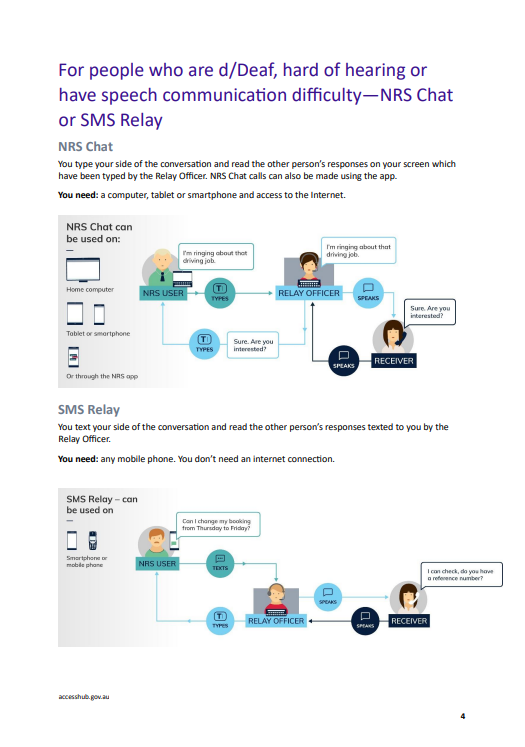 For people who are d/Deaf, hard of hearing or
have speech communication difficulty—NRS Chat
or SMS Relay
NRS Chat
You type your side of the conversation and read the other person's responses on your screen which
have been typed by the Relay Officer. NRS Chat calls can also be made using the app.
You need: a computer, tablet or smartphone and access to the Internet.
NRS Chat can
be used on:
Home computer
Tablet or smartphone
Or through the NRS app
I'm ringing about that
driving job.
NRS USER
TYPES
I'm ringing about that
driving job.
RELAY OFFICER
SPEAKS
Sure. Are you
interested?
RECEIVER
SPEAKS
Sure. Are you
interested?
TYPES
SMS Relay
You text your side of the conversation and read the other person's responses texted to you by the
Relay Officer.
You need: any mobile phone. You don't need an internet connection.
SMS Relay – can
be used on
Smartphone or
mobile phone
Can I change my booking
from Thursday to Friday?
NRS USER
TEXTS
RELAY OFFICER
SPEAKS
I can check, do you have
a reference number?
RECEIVER
SPEAKS
TYPES
accesshub.gov.au
4